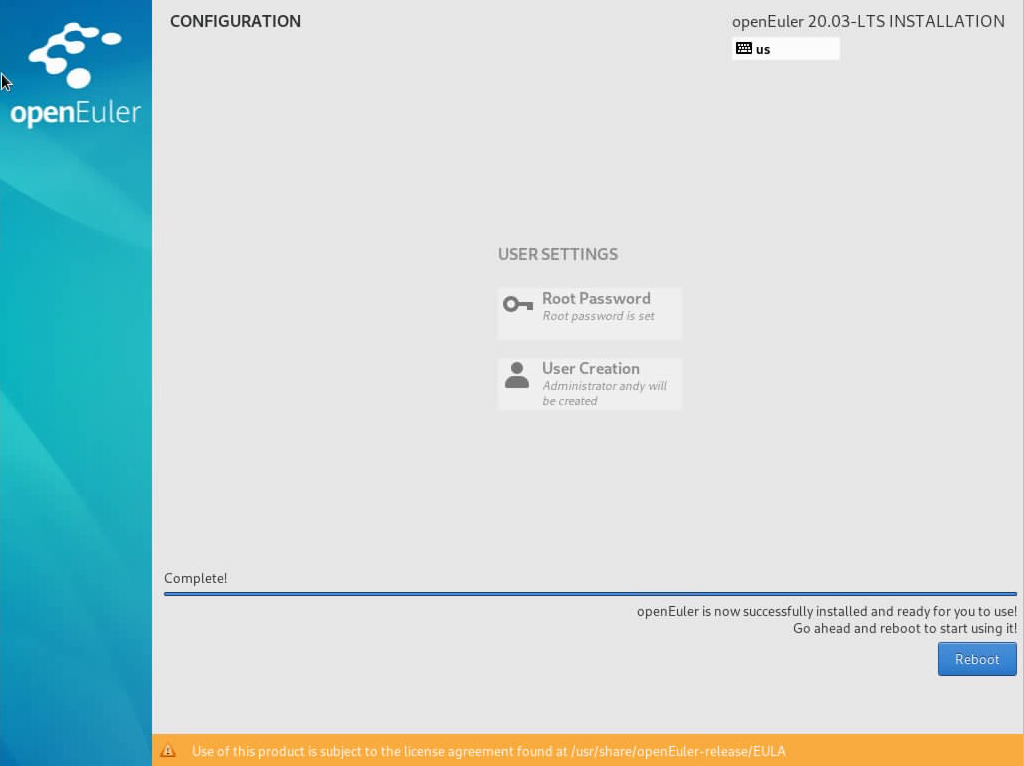 openEuler
CONFIGURATION
openEuler 20.03-LTS INSTALLATION
us
USER SETTINGS
Root Password
Root password is set
User Creation
Administrator andy will
be created
Complete!
openEuler is now successfully installed and ready for you to use!
Go ahead and reboot to start using it!
Reboot
Use of this product is subject to the license agreement found at /usr/share/openEuler-release/EULA